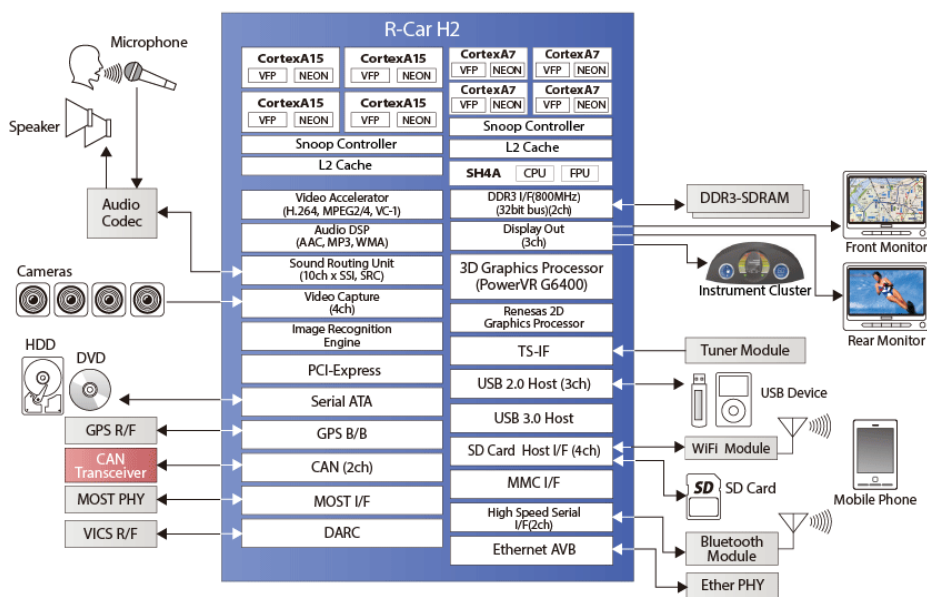 R-Car H2
Microphone
Speaker
Audio
Codec
Cameras
HDD
DVD
GPS R/F
CAN
Transceiver
MOST PHY
VICS R/F
CortexA15
VFP NEON
CortexA15
VFP NEON
CortexA15
VFP NEON
CortexA15
VFP NEON
Snoop Controller
L2 Cache
Video Accelerator
(H.264, MPEG2/4, VC-1)
Audio DSP
(AAC, MP3, WMA)
Sound Routing Unit
(10ch x SSI, SRC)
Video Capture
(4ch)
Image Recognition
Engine
PCI-Express
Serial ATA
GPS B/B
CAN (2ch)
MOST I/F
DARC
CortexA7
VFP NEON
CortexA7
VFP NEON
CortexA7
VFP NEON
CortexA7
VFP NEON
Snoop Controller
L2 Cache
SH4A CPU FPU
DDR3 I/F(800MHz)
(32bit bus)(2ch)
Display Out
(3ch)
3D Graphics Processor
(PowerVR G6400)
Renesas 2D
Graphics Processor
TS-IF
USB 2.0 Host (3ch)
USB 3.0 Host
SD Card Host I/F (4ch)
MMC I/F
High Speed Serial
I/F(2ch)
Ethernet AVB
DDR3-SDRAM
Front Monitor
Instrument Cluster
Rear Monitor
Tuner Module
USB Device
WiFi Module
SD
SD Card
Mobile Phone
Bluetooth
Module
Ether PHY